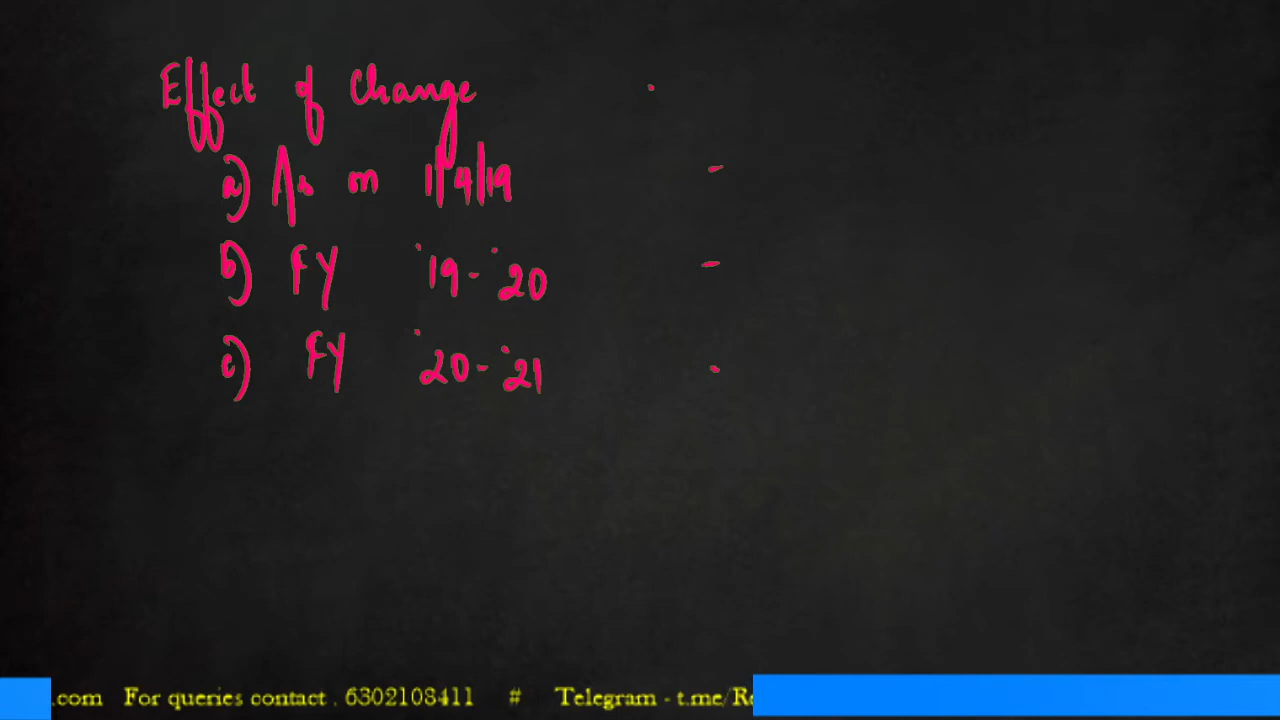 Effect of Change .
a) As on 1/4/19 -
b) FY '19-'20 -
c) FY '20-'21 -
.com For queries contact . 6302108411 # Telegram - t.me/Re